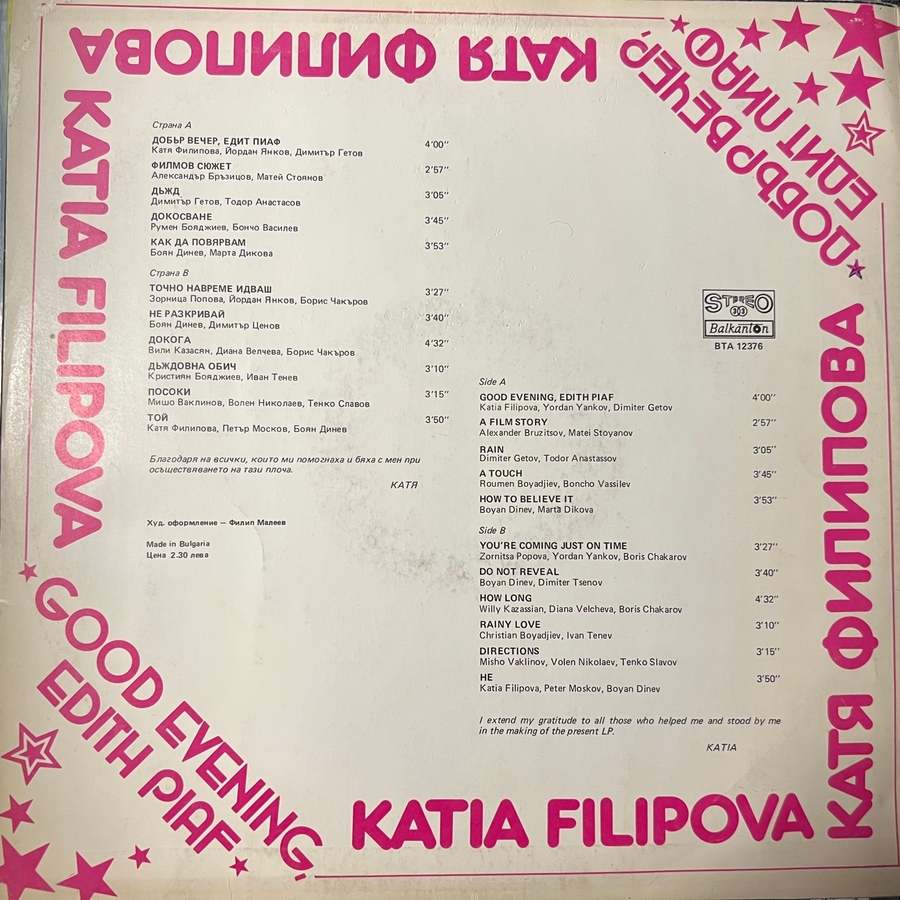 КАТЯ ФИЛИПОВА
ДОБЪР ВЕЧЕР,
ЕДИТ ПИАФ
KATIA FILIPOVA
Страна А
ДОБЪР ВЕЧЕР, ЕДИТ ПИАФ 4'00''
Катя Филипова, Йордан Янков, Димитър Гетов
ФИЛМОВ СЮЖЕТ 2'57''
Александър Бръзицов, Матей Стоянов
ДЪЖД 3'05''
Димитър Гетов, Тодор Анастасов
ДОКОСВАНЕ 3'45''
Румен Бояджиев, Бончо Василев
КАК ДА ПОВЯРВАМ 3'53''
Боян Динев, Марта Дикова
Страна В
ТОЧНО НАВРЕМЕ ИДВАШ 3'27''
Зорница Попова, Йордан Янков, Борис Чакъров
НЕ РАЗКРИВАЙ 3'40''
Боян Динев, Димитър Ценов
ДОКОГА 4'32''
Вили Казасян, Диана Велчева, Борис Чакъров
ДЪЖДОВНА ОБИЧ 3'10''
Кристиян Бояджиев, Иван Тенев
ПОСОКИ 3'15''
Мишо Ваклинов, Волен Николаев, Тенко Славов
ТОЙ 3'50''
Катя Филипова, Петър Москов, Боян Динев
Благодаря на всички, които ми помогнаха и бяха с мен при
осъществяването на тази плоча.
КАТЯ
Худ. оформление — Филип Малеев
Made in Bulgaria
Цена 2.30 лева
STEREO
33
Balkanton
ВТА 12376
Side A
GOOD EVENING, EDITH PIAF 4'00''
Katia Filipova, Yordan Yankov, Dimiter Getov
A FILM STORY 2'57''
Alexander Bruzitsov, Matei Stoyanov
RAIN 3'05''
Dimiter Getov, Todor Anastassov
A TOUCH 3'45''
Roumen Boyadjiev, Boncho Vassilev
HOW TO BELIEVE IT 3'53''
Boyan Dinev, Marta Dikova
Side B
YOU'RE COMING JUST ON TIME 3'27''
Zornitsa Popova, Yordan Yankov, Boris Chakarov
DO NOT REVEAL 3'40''
Boyan Dinev, Dimiter Tsenov
HOW LONG 4'32''
Willy Kazassian, Diana Velcheva, Boris Chakarov
RAINY LOVE 3'10''
Christian Boyadjiev, Ivan Tenev
DIRECTIONS 3'15''
Misho Vaklinov, Volen Nikolaev, Tenko Slavov
HE 3'50''
Katia Filipova, Peter Moskov, Boyan Dinev
I extend my gratitude to all those who helped me and stood by me
in the making of the present LP.
KATIA
КАТЯ ФИЛИПОВА
GOOD EVENING,
EDITH PIAF
KATIA FILIPOVA